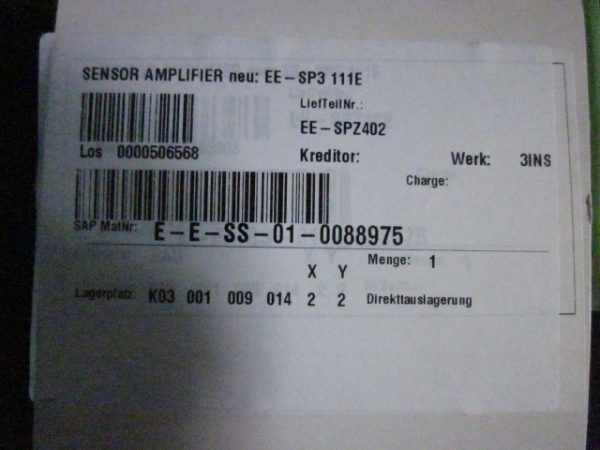 SENSOR AMPLIFIER neu: EE-SP3 111E
LiefTeilNr.:
EE-SPZ402
Los 0000506568
Kreditor: Werk: 3INS
Charge:
SAP MatNr: E-E-SS-01-0088975
Menge: 1
X Y
Lagerplatz: K03 001 009 014 2 2 Direktauslagerung